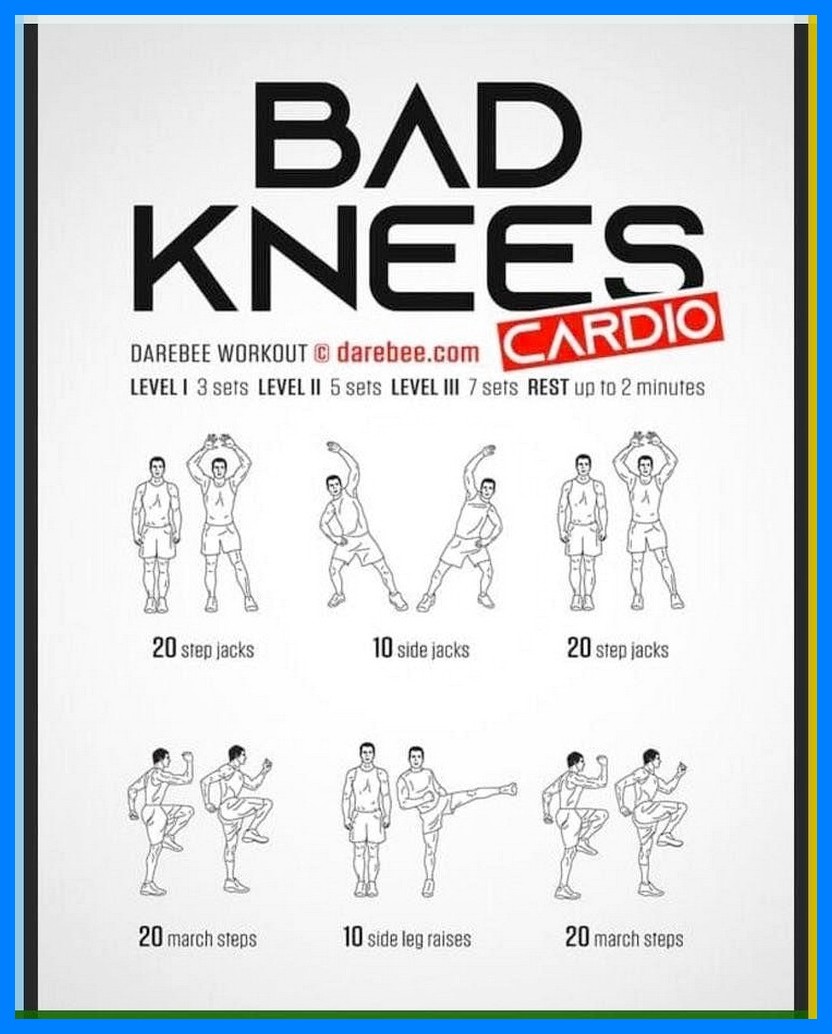 BAD
KNEES
CARDIO
DAREBEE WORKOUT © darebee.com
LEVEL I 3 sets LEVEL II 5 sets LEVEL III 7 sets REST up to 2 minutes
20 step jacks
10 side jacks
20 step jacks
20 march steps
10 side leg raises
20 march steps